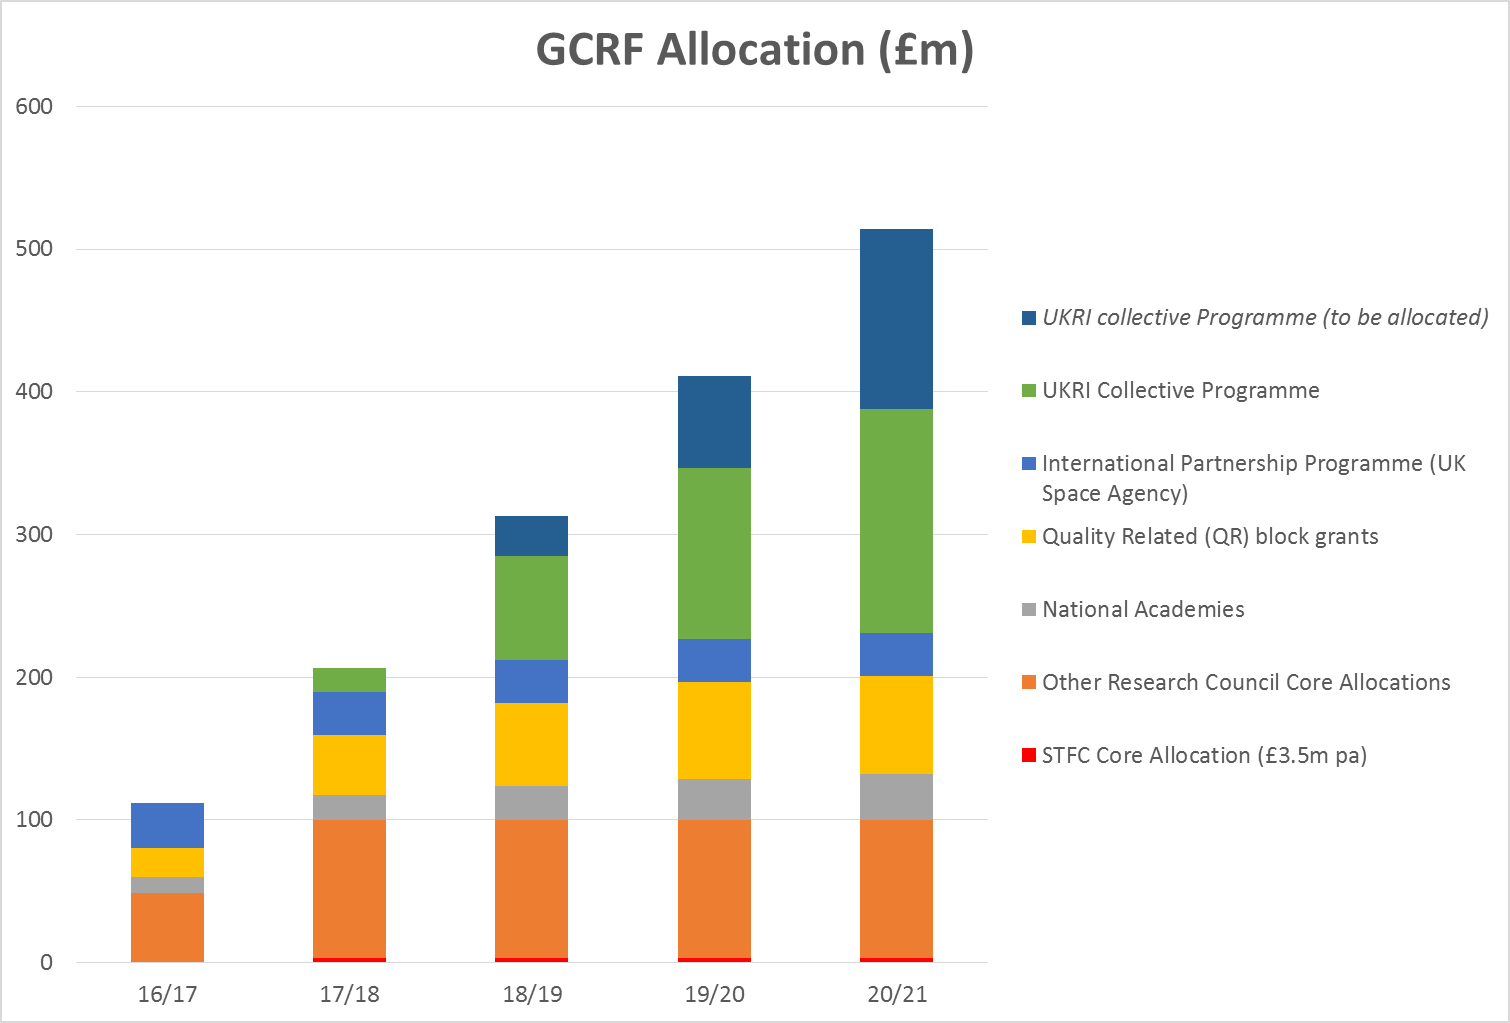 GCRF Allocation (£m)
600
500
400
300
200
100
0
16/17
17/18
18/19
19/20
20/21
UKRI collective Programme (to be allocated)
UKRI Collective Programme
International Partnership Programme (UK
Space Agency)
Quality Related (QR) block grants
National Academies
Other Research Council Core Allocations
STFC Core Allocation (£3.5m pa)